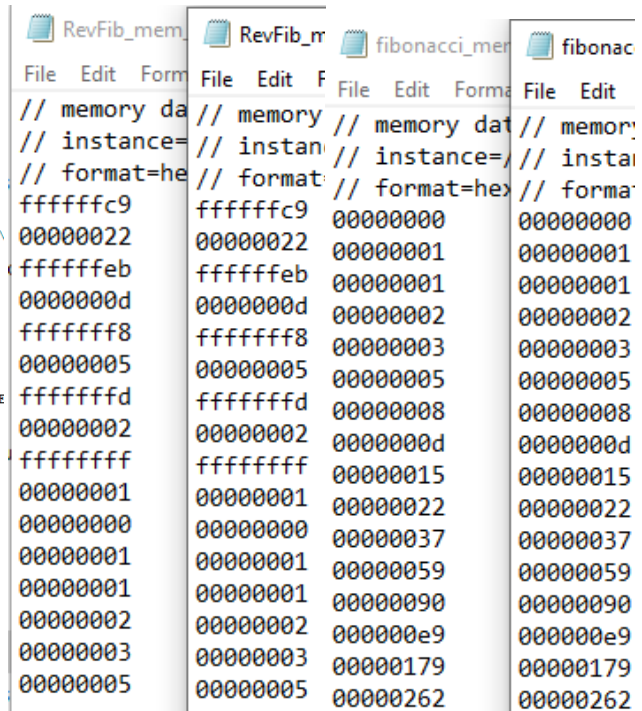 RevFib_mem_
File Edit Form
// memory da
// instance=
// format=he
ffffffc9
00000022
ffffffeb
0000000d
fffffff8
00000005
fffffffd
00000002
ffffffff
00000001
00000000
00000001
00000001
00000002
00000003
00000005
RevFib_m
File Edit F
// memory
// instan
// format
ffffffc9
00000022
ffffffeb
0000000d
fffffff8
00000005
fffffffd
00000002
ffffffff
00000001
00000000
00000001
00000001
00000002
00000003
00000005
fibonacci_mem
File Edit Forma
// memory dat
// instance=/
// format=hex
00000000
00000001
00000001
00000002
00000003
00000005
00000008
0000000d
00000015
00000022
00000037
00000059
00000090
000000e9
00000179
00000262
fibonac
File Edit
// memory
// instan
// format
00000000
00000001
00000001
00000002
00000003
00000005
00000008
0000000d
00000015
00000022
00000037
00000059
00000090
000000e9
00000179
00000262